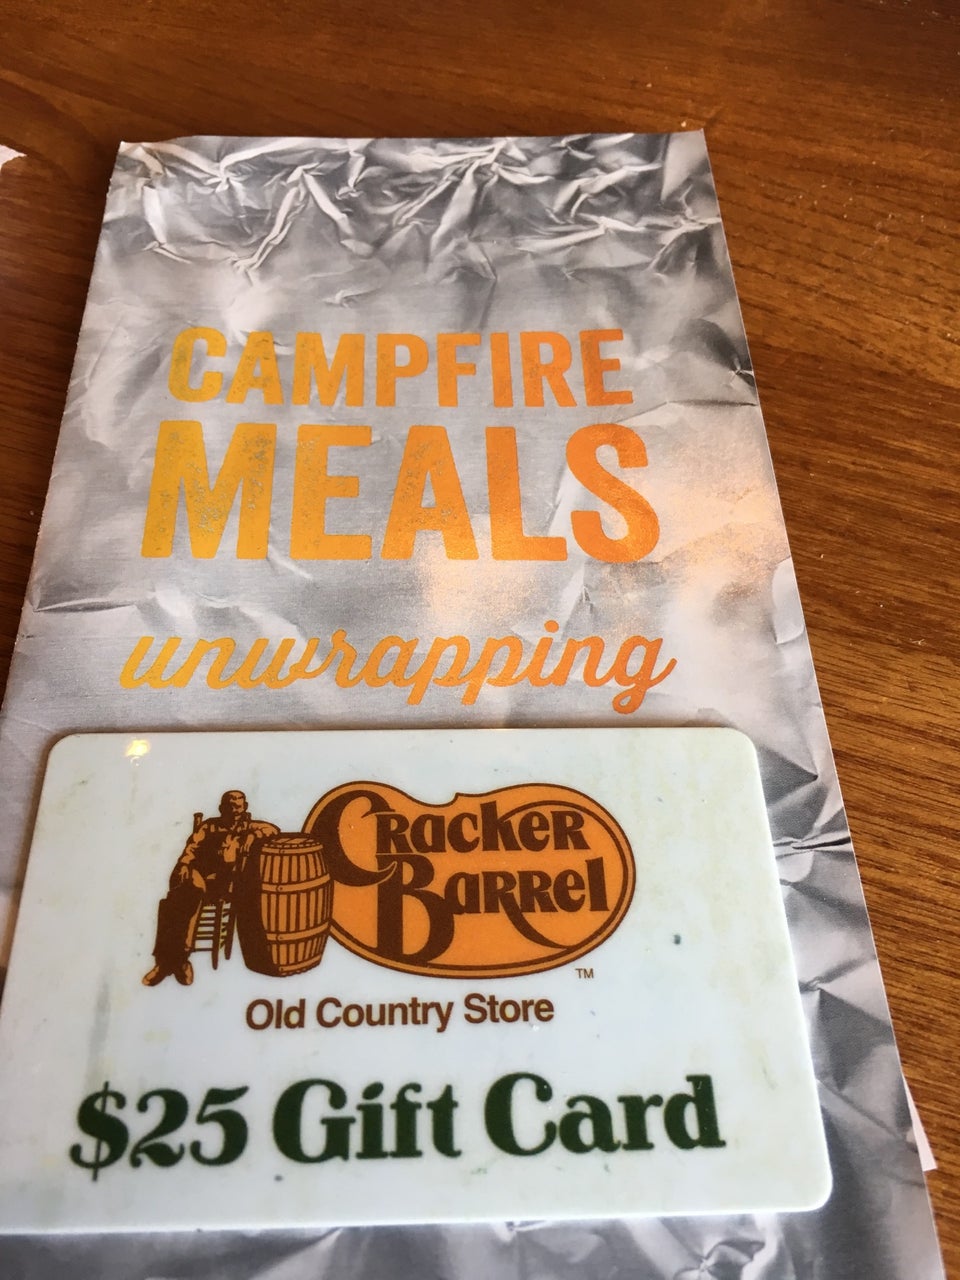 CAMPFIRE
MEALS
unwrapping
Cracker
Barrel
TM
Old Country Store
$25 Gift Card